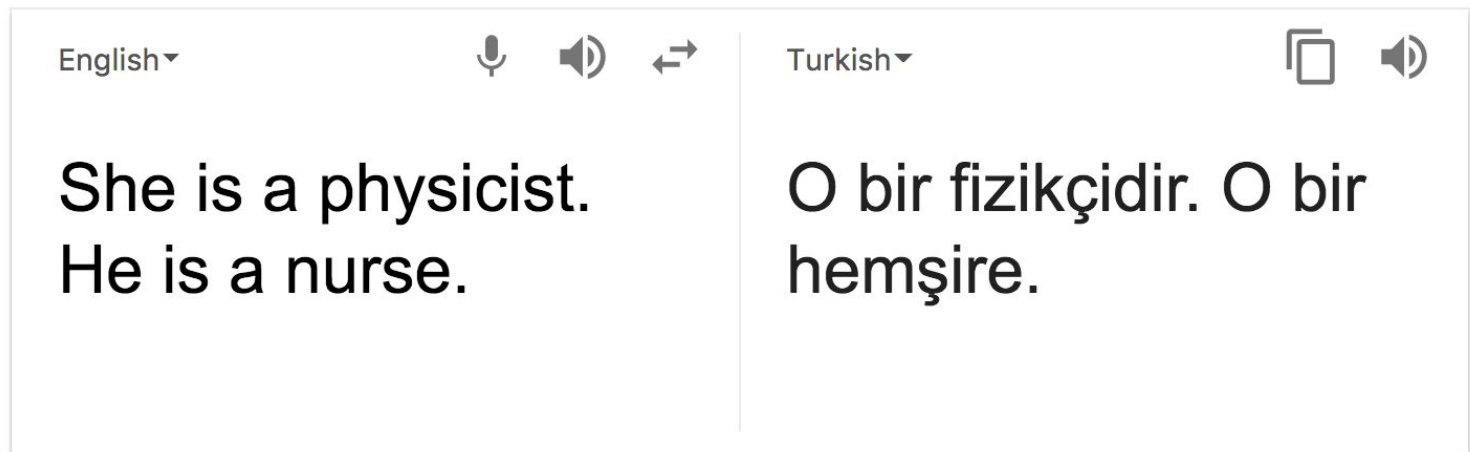 English
Turkish
She is a physicist.
He is a nurse.
O bir fizikçidir. O bir
hemşire.